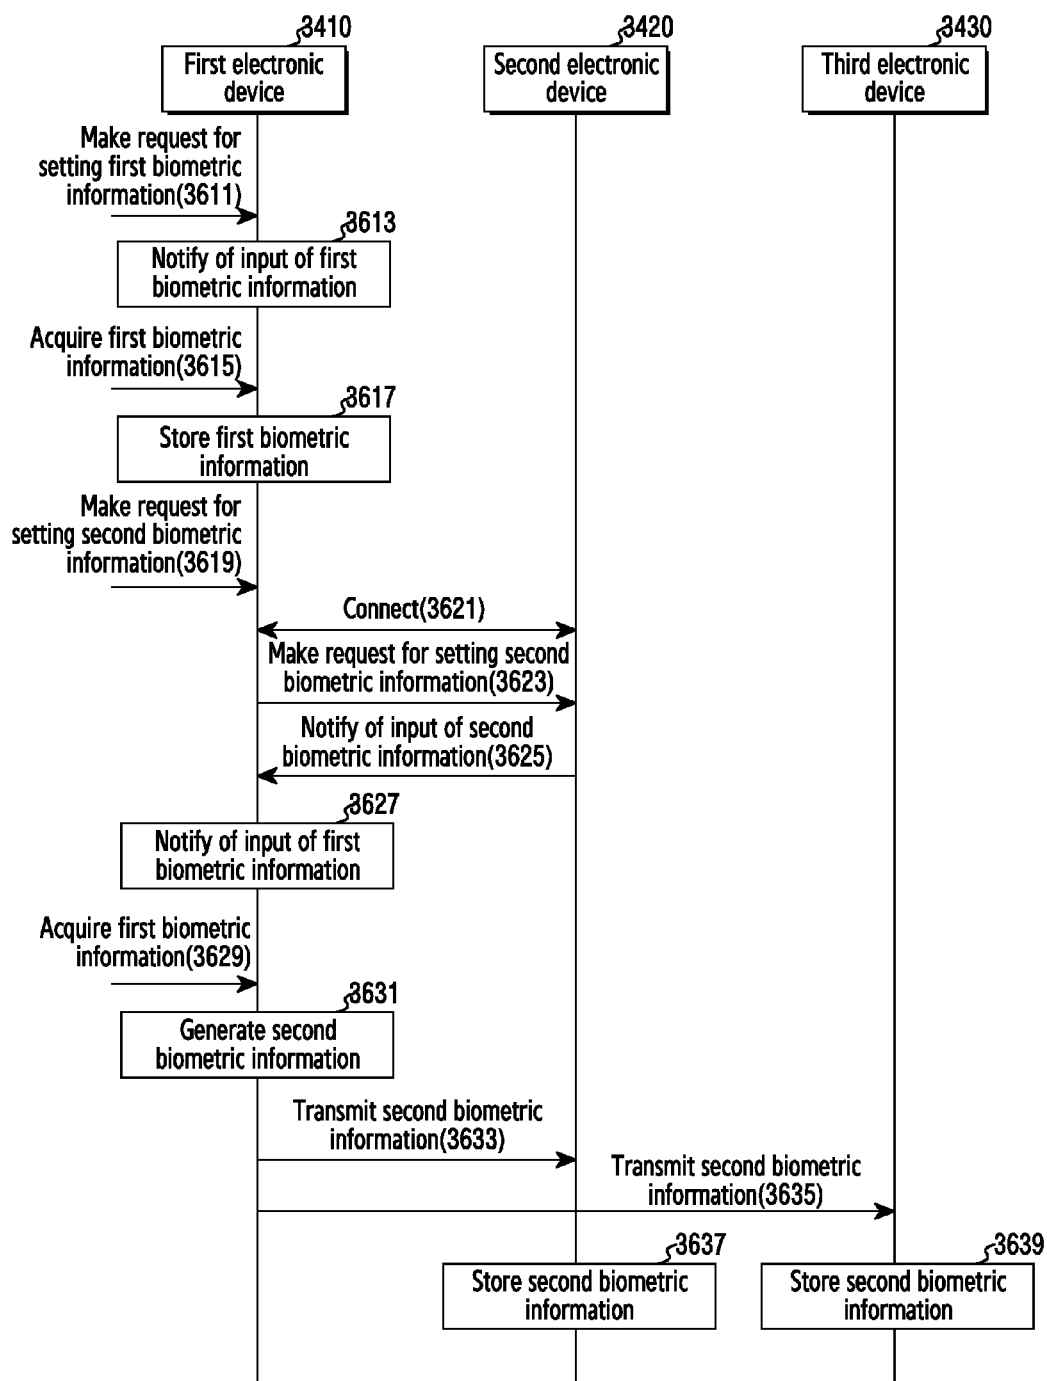 3410
3420
3430
First electronic
device
Second electronic
device
Third electronic
device
Make request for
setting first biometric
information(3611)
3613
Notify of input of first
biometric information
Acquire first biometric
information(3615)
3617
Store first biometric
information
Make request for
setting second biometric
information(3619)
Connect(3621)
Make request for setting second
biometric information(3623)
Notify of input of second
biometric information(3625)
3627
Notify of input of first
biometric information
Acquire first biometric
information(3629)
3631
Generate second
biometric information
Transmit second biometric
information(3633)
Transmit second biometric
information(3635)
3637
Store second biometric
information
3639
Store second biometric
information